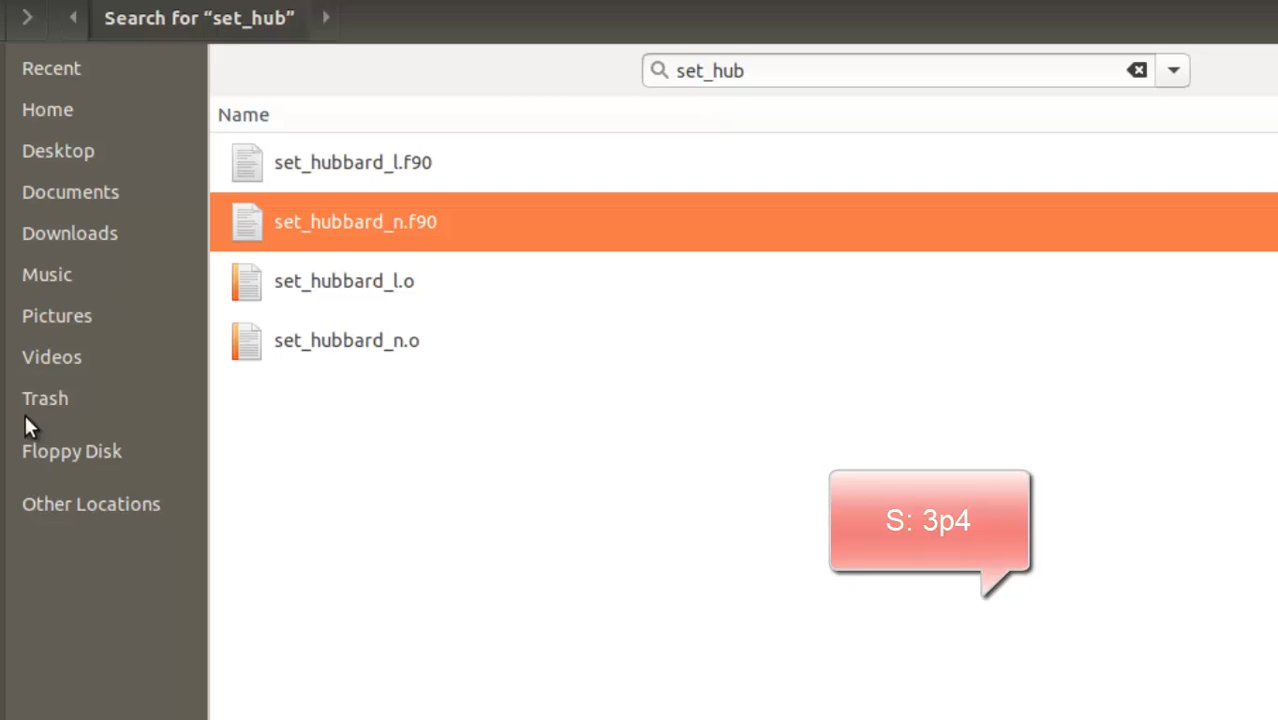 Search for “set_hub”
Recent
Home
Desktop
Documents
Downloads
Music
Pictures
Videos
Trash
Floppy Disk
Other Locations
set_hub
Name
set_hubbard_l.f90
set_hubbard_n.f90
set_hubbard_l.o
set_hubbard_n.o
S: 3p4